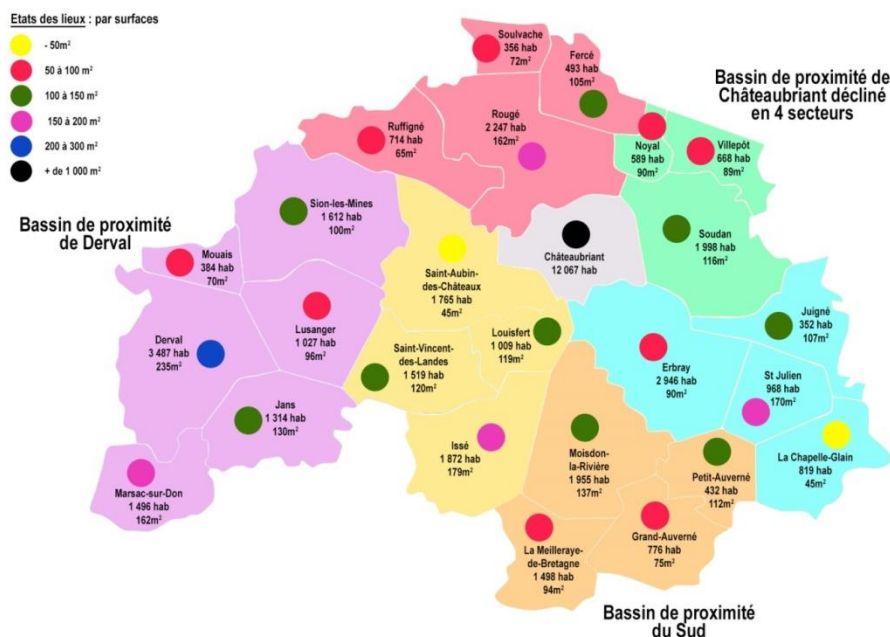 Etats des lieux : par surfaces
- 50m²
50 à 100 m²
100 à 150 m²
150 à 200 m²
200 à 300 m²
+ de 1 000 m²
Bassin de proximité de
Châteaubriant décliné
en 4 secteurs
Soulvache
356 hab
72m²
Fercé
493 hab
105m²
Rougé
2 247 hab
162m²
Ruffigné
714 hab
65m²
Noyal
589 hab
90m²
Villepôt
668 hab
89m²
Soudan
1 998 hab
116m²
Châteaubriant
12 067 hab
Bassin de proximité
de Derval
Sion-les-Mines
1 612 hab
100m²
Mouais
384 hab
70m²
Lusanger
1 027 hab
96m²
Derval
3 487 hab
235m²
Jans
1 314 hab
130m²
Marsac-sur-Don
1 496 hab
162m²
Saint-Aubin-
des-Châteaux
1 765 hab
45m²
Louisfert
1 009 hab
119m²
Saint-Vincent-
des-Landes
1 519 hab
120m²
Issé
1 872 hab
179m²
Erbray
2 946 hab
90m²
Juigné
352 hab
107m²
St Julien
968 hab
170m²
La Chapelle-Glain
819 hab
45m²
Moisdon-
la-Rivière
1 955 hab
137m²
Petit-Auverné
432 hab
112m²
Grand-Auverné
776 hab
75m²
La Meilleraye-
de-Bretagne
1 498 hab
94m²
Bassin de proximité
du Sud